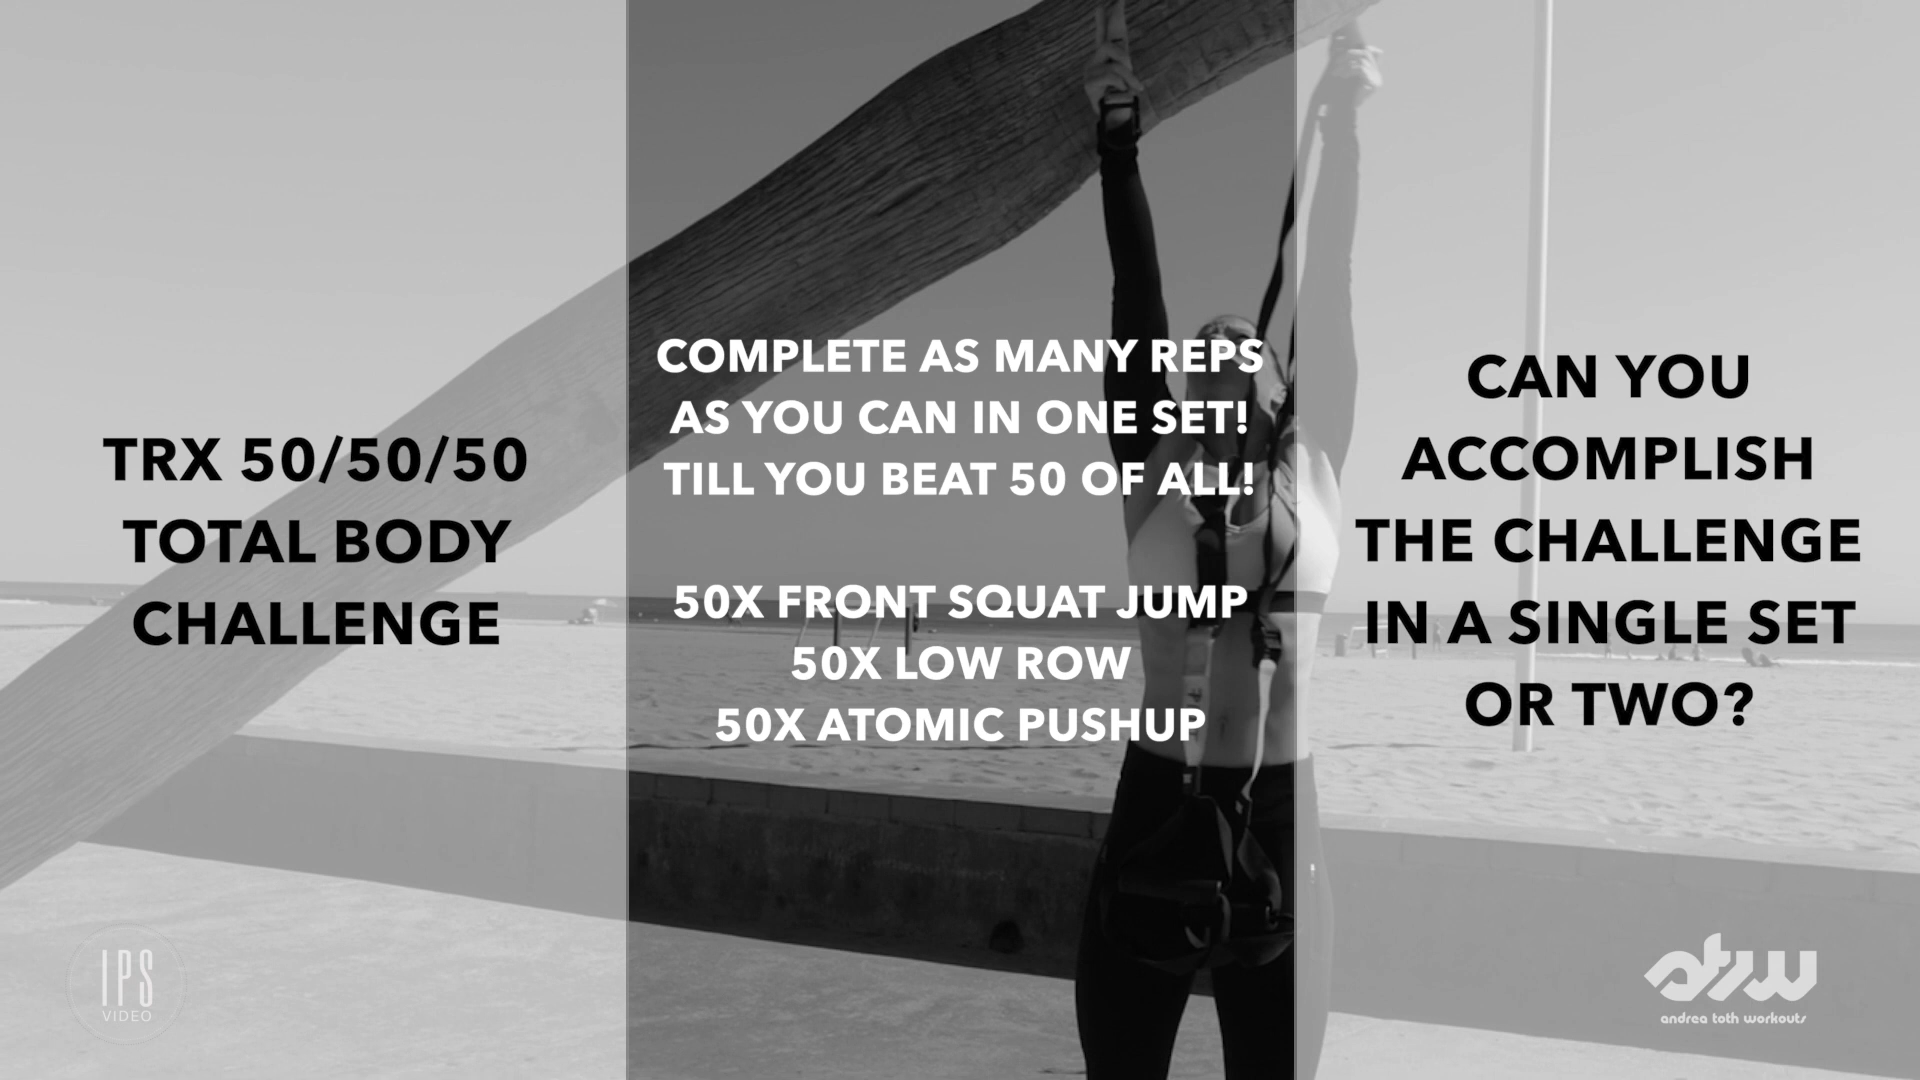 TRX 50/50/50
TOTAL BODY
CHALLENGE
COMPLETE AS MANY REPS
AS YOU CAN IN ONE SET!
TILL YOU BEAT 50 OF ALL!
50X FRONT SQUAT JUMP
50X LOW ROW
50X ATOMIC PUSHUP
CAN YOU
ACCOMPLISH
THE CHALLENGE
IN A SINGLE SET
OR TWO?
IPS
VIDEO
atw
andrea toth workouts